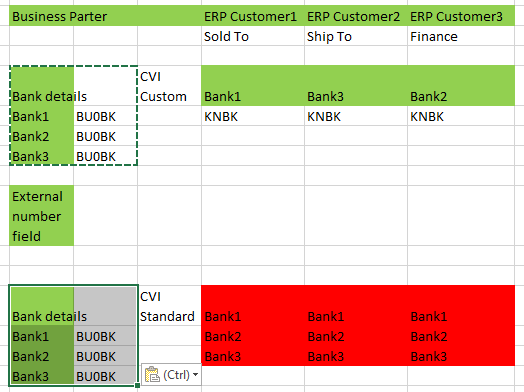 Business Parter ERP Customer1 ERP Customer2 ERP Customer3
Sold To Ship To Finance
CVI
Bank details Custom Bank1 Bank3 Bank2
Bank1 BU0BK KNBK KNBK KNBK
Bank2 BU0BK
Bank3 BU0BK
External
number
field
CVI
Bank details Standard Bank1 Bank1 Bank1
Bank1 BU0BK Bank2 Bank2 Bank2
Bank2 BU0BK Bank3 Bank3 Bank3
Bank3 BU0BK (Ctrl)